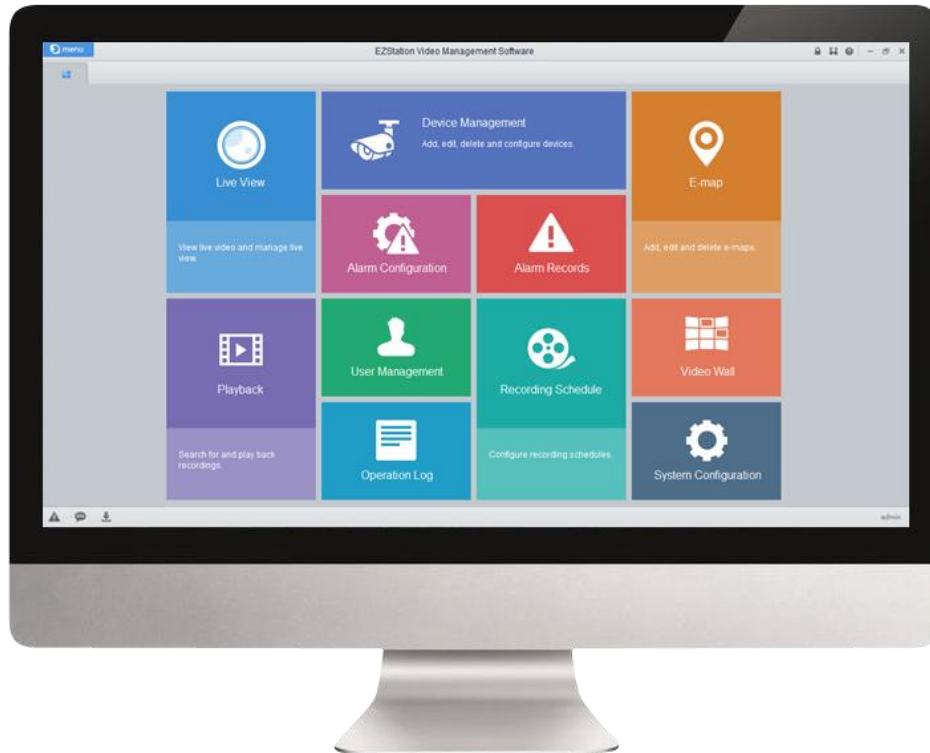 menu
EZStation Video Management Software
Live View
View live video and manage live
view.
Device Management
Add, edit, delete and configure devices.
E-map
Add, edit and delete e-maps.
Alarm Configuration
Alarm Records
Playback
Search for and play back
recordings.
User Management
Recording Schedule
Configure recording schedules.
Video Wall
Operation Log
System Configuration
admin